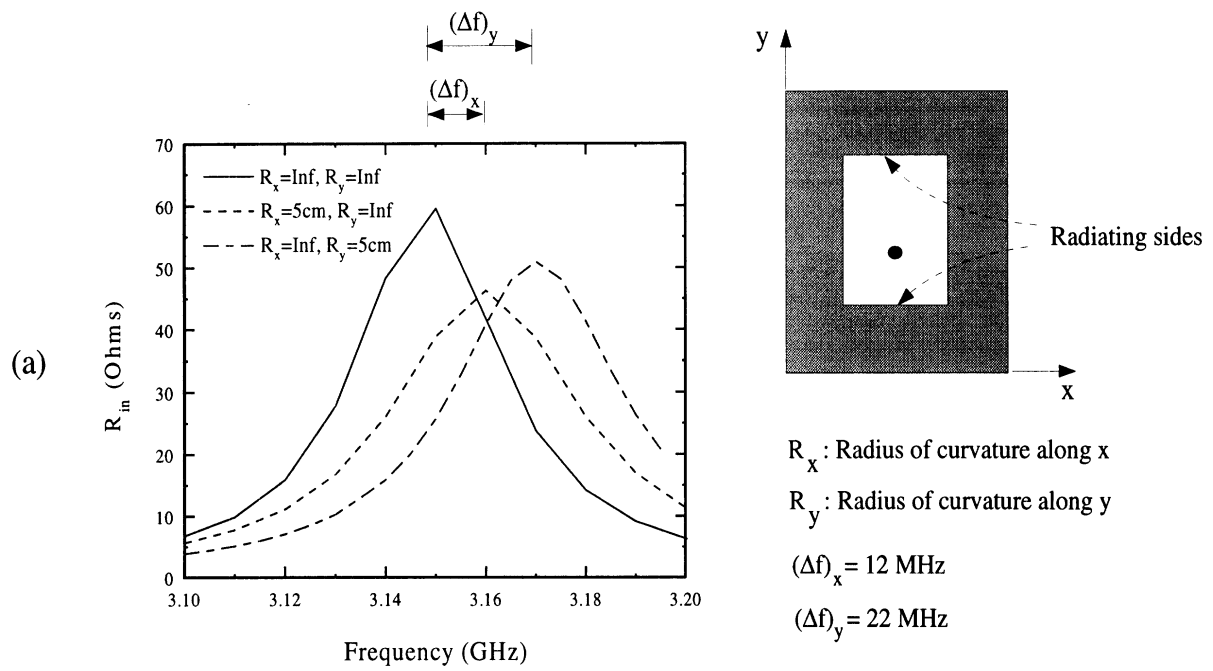 (Δf)y
(Δf)x
70
60
50
40
30
20
10
0
Rin (Ohms)
Rx=Inf, Ry=Inf
Rx=5cm, Ry=Inf
Rx=Inf, Ry=5cm
3.10 3.12 3.14 3.16 3.18 3.20
Frequency (GHz)
(a)
y
x
Radiating sides
Rx : Radius of curvature along x
Ry : Radius of curvature along y
(Δf)x = 12 MHz
(Δf)y = 22 MHz